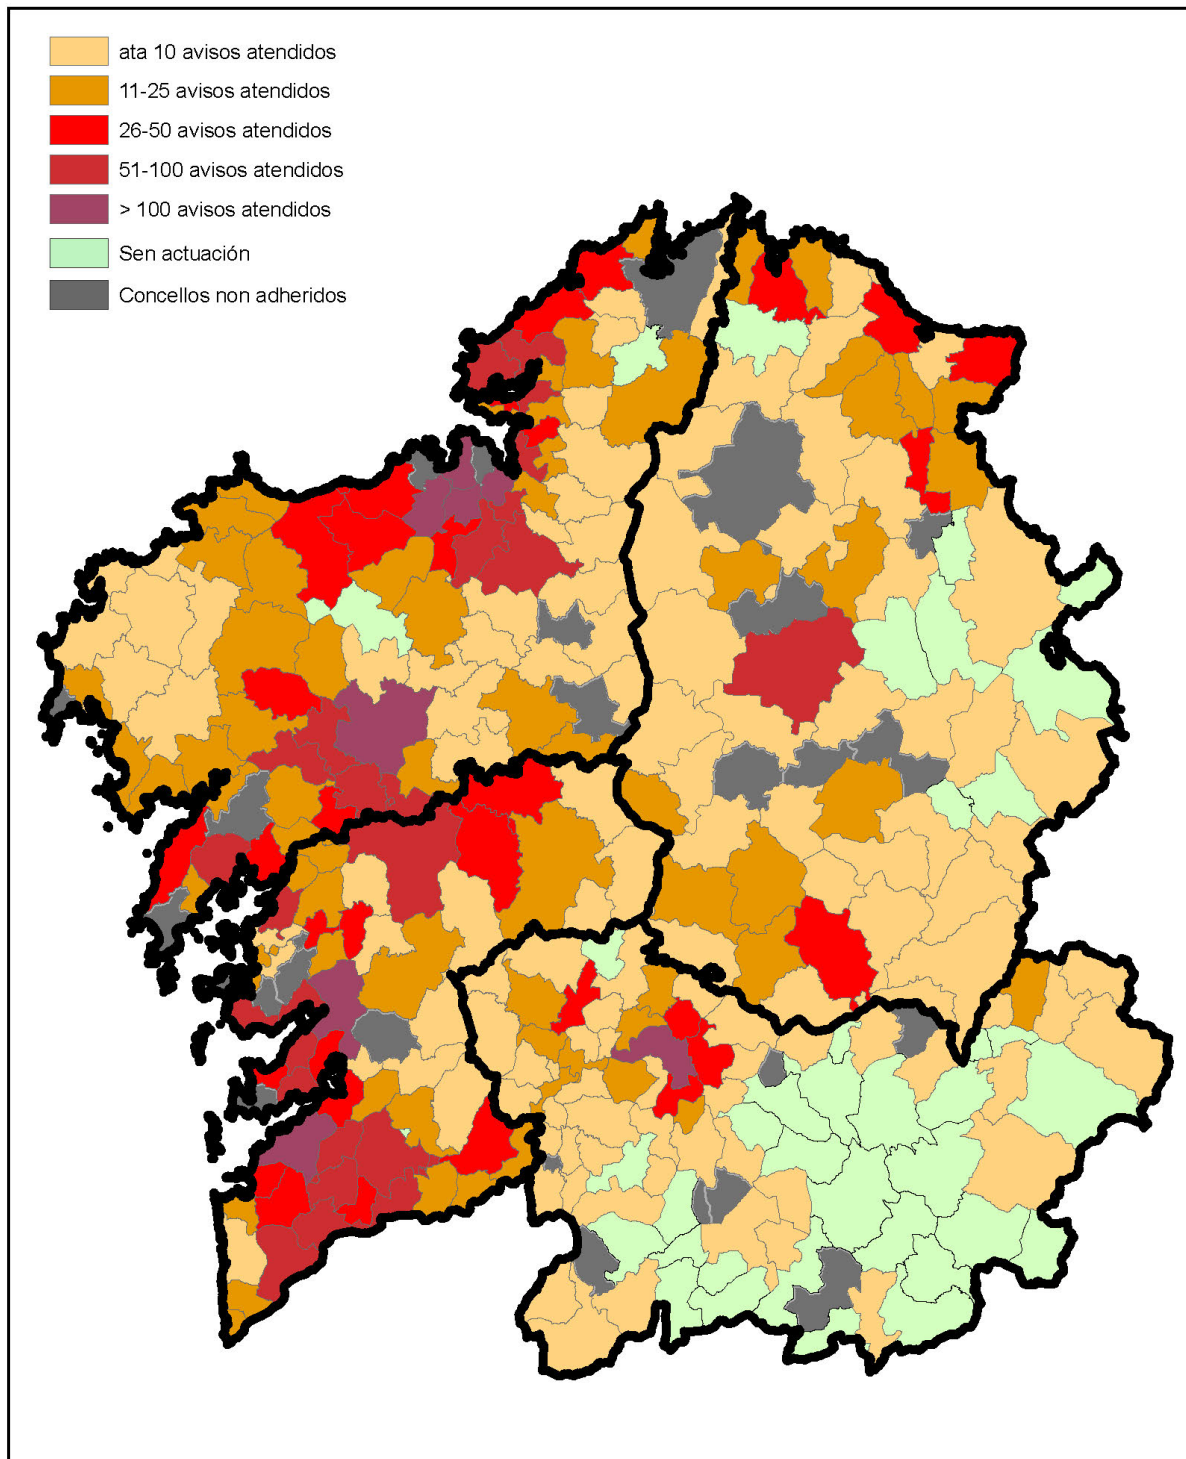 ata 10 avisos atendidos
11-25 avisos atendidos
26-50 avisos atendidos
51-100 avisos atendidos
> 100 avisos atendidos
Sen actuación
Concellos non adheridos